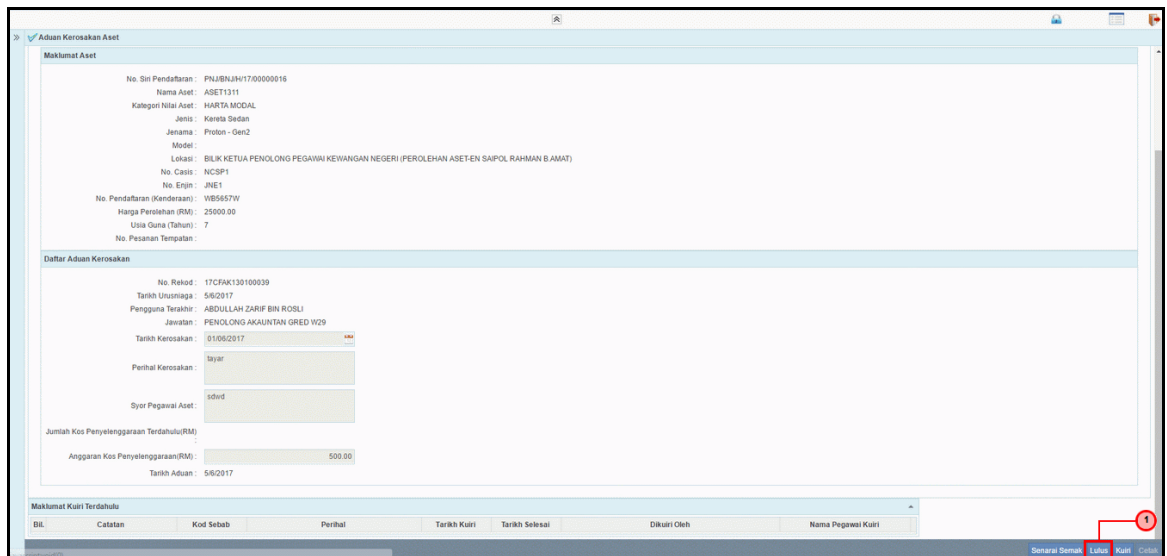 » Aduan Kerosakan Aset
Maklumat Aset
No. Siri Pendaftaran : PNJ/BNJ/H/17/00000016
Nama Aset : ASET1311
Kategori Nilai Aset : HARTA MODAL
Jenis : Kereta Sedan
Jenama : Proton - Gen2
Model :
Lokasi : BILIK KETUA PENOLONG PEGAWAI KEWANGAN NEGERI (PEROLEHAN ASET-EN SAIPOL RAHMAN B.AMAT)
No. Casis : NCSP1
No. Enjin : JNE1
No. Pendaftaran (Kenderaan) : WB5657W
Harga Perolehan (RM) : 25000.00
Usia Guna (Tahun) : 7
No. Pesanan Tempatan :
Daftar Aduan Kerosakan
No. Rekod : 17CFAK130100039
Tarikh Urusniaga : 5/6/2017
Pengguna Terakhir : ABDULLAH ZARIF BIN ROSLI
Jawatan : PENOLONG AKAUNTAN GRED W29
Tarikh Kerosakan : 01/06/2017
Perihal Kerosakan : tayar
Syor Pegawai Aset : sdwd
Jumlah Kos Penyelenggaraan Terdahulu(RM)
:
Anggaran Kos Penyelenggaraan(RM) : 500.00
Tarikh Aduan : 5/6/2017
Maklumat Kuiri Terdahulu
Bil. Catatan Kod Sebab Perihal Tarikh Kuiri Tarikh Selesai Dikuiri Oleh Nama Pegawai Kuiri
1
Senarai Semak Lulus Kuiri Cetak